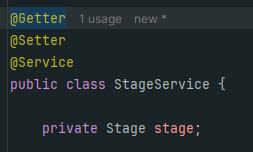 @Getter 1 usage new *
@Setter
@Service
public class StageService {
private Stage stage;